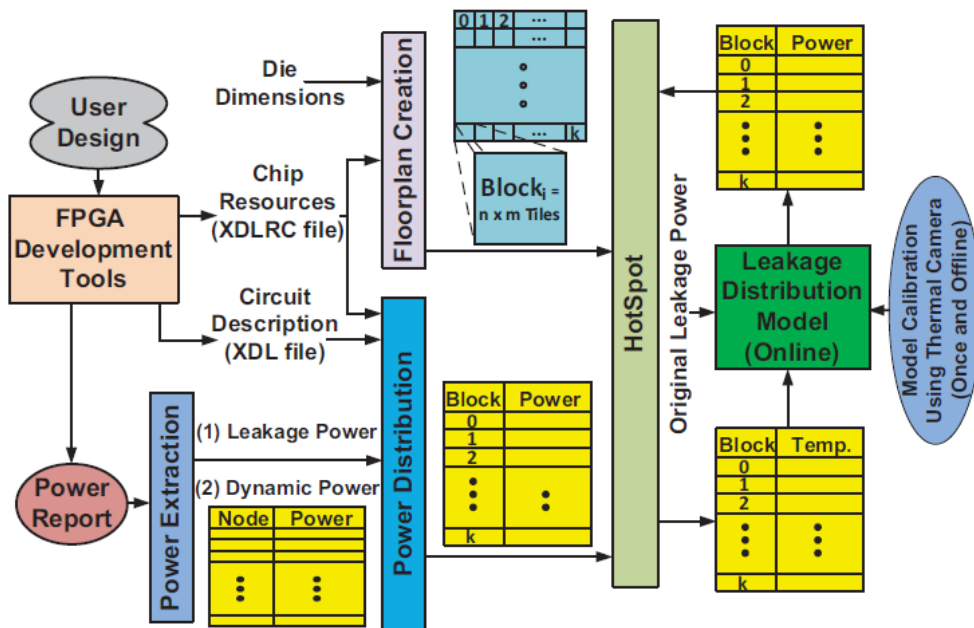 User
Design
FPGA
Development
Tools
Power
Report
Die
Dimensions
Chip
Resources
(XDLRC file)
Circuit
Description
(XDL file)
Power Extraction
(1) Leakage Power
(2) Dynamic Power
Node Power
Floorplan Creation
0 1 2 ...
...
... k
Block i =
n x m Tiles
Power Distribution
Block Power
0
1
2
k
HotSpot
Original Leakage Power
Block Power
0
1
2
k
Leakage
Distribution
Model
(Online)
Model Calibration
Using Thermal Camera
(Once and Offline)
Block Temp.
0
1
2
k